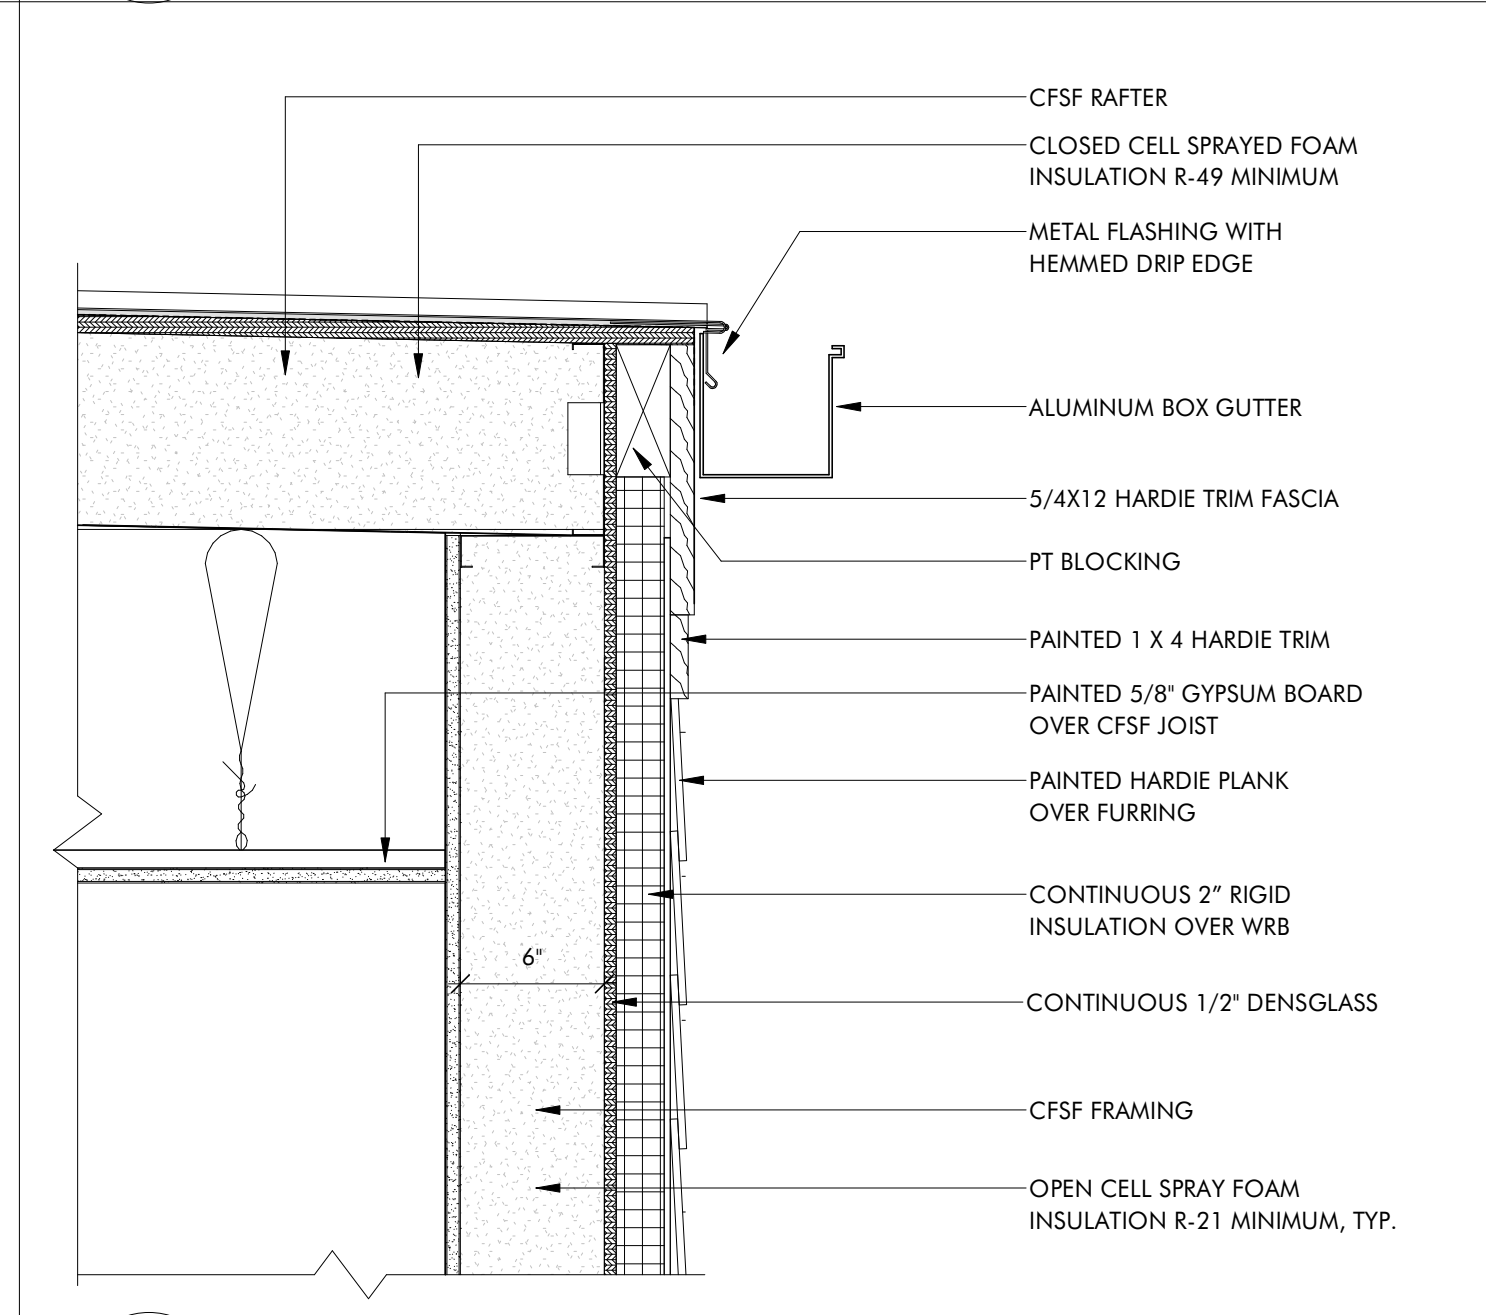 CFSF RAFTER
CLOSED CELL SPRAYED FOAM
INSULATION R-49 MINIMUM
METAL FLASHING WITH
HEMMED DRIP EDGE
ALUMINUM BOX GUTTER
5/4X12 HARDIE TRIM FASCIA
PT BLOCKING
PAINTED 1 X 4 HARDIE TRIM
PAINTED 5/8" GYPSUM BOARD
OVER CFSF JOIST
PAINTED HARDIE PLANK
OVER FURRING
CONTINUOUS 2” RIGID
INSULATION OVER WRB
6"
CONTINUOUS 1/2" DENSGLASS
CFSF FRAMING
OPEN CELL SPRAY FOAM
INSULATION R-21 MINIMUM, TYP.